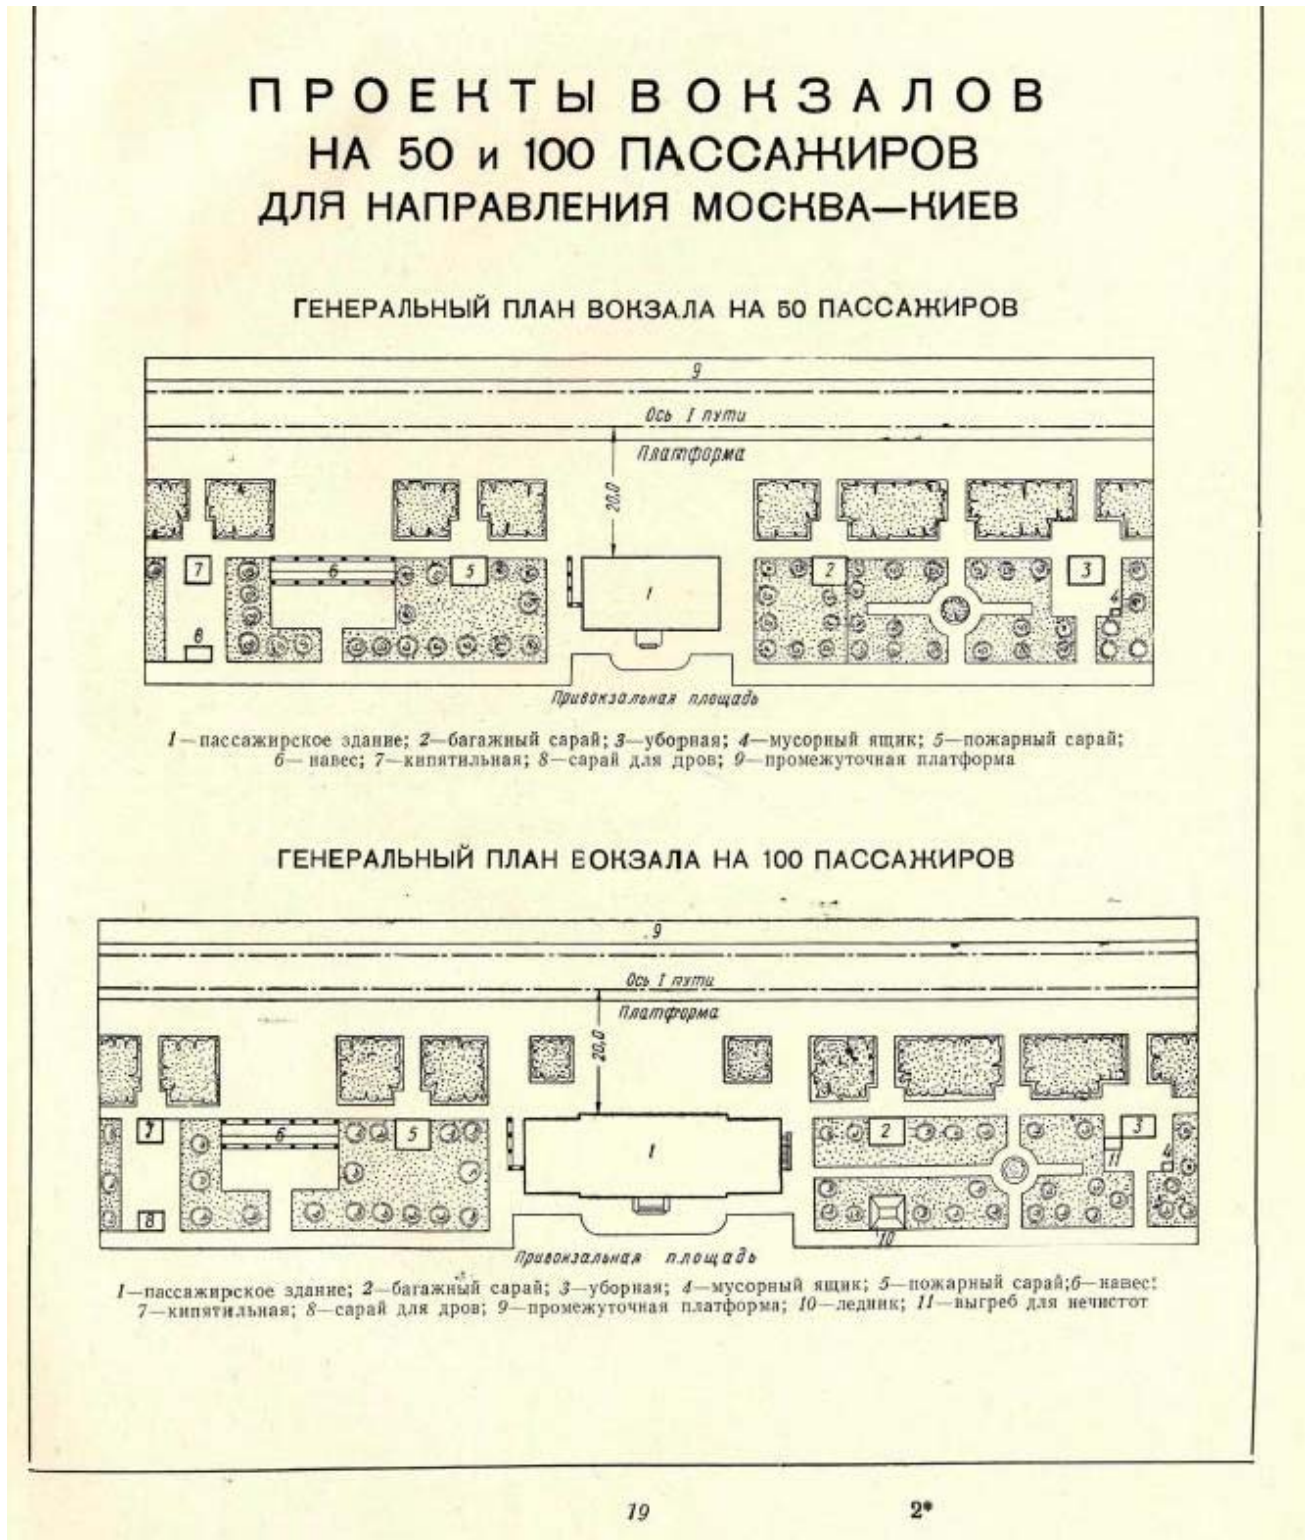 ПРОЕКТЫ ВОКЗАЛОВ
НА 50 и 100 ПАССАЖИРОВ
ДЛЯ НАПРАВЛЕНИЯ МОСКВА—КИЕВ
ГЕНЕРАЛЬНЫЙ ПЛАН ВОКЗАЛА НА 50 ПАССАЖИРОВ
9
Ось I пути
Платформа
20,0
7
6
5
1
2
3
4
8
Привокзальная площадь
1—пассажирское здание; 2—багажный сарай; 3—уборная; 4—мусорный ящик; 5—пожарный сарай;
6— навес; 7—кипятильная; 8—сарай для дров; 9—промежуточная платформа
ГЕНЕРАЛЬНЫЙ ПЛАН ВОКЗАЛА НА 100 ПАССАЖИРОВ
9
Ось I пути
Платформа
20,0
7
6
5
1
2
3
11
4
8
10
Привокзальная площадь
1—пассажирское здание; 2—багажный сарай; 3—уборная; 4—мусорный ящик; 5—пожарный сарай;6—навес;
7—кипятильная; 8—сарай для дров; 9—промежуточная платформа; 10—ледник; 11—выгреб для нечистот
19
2*